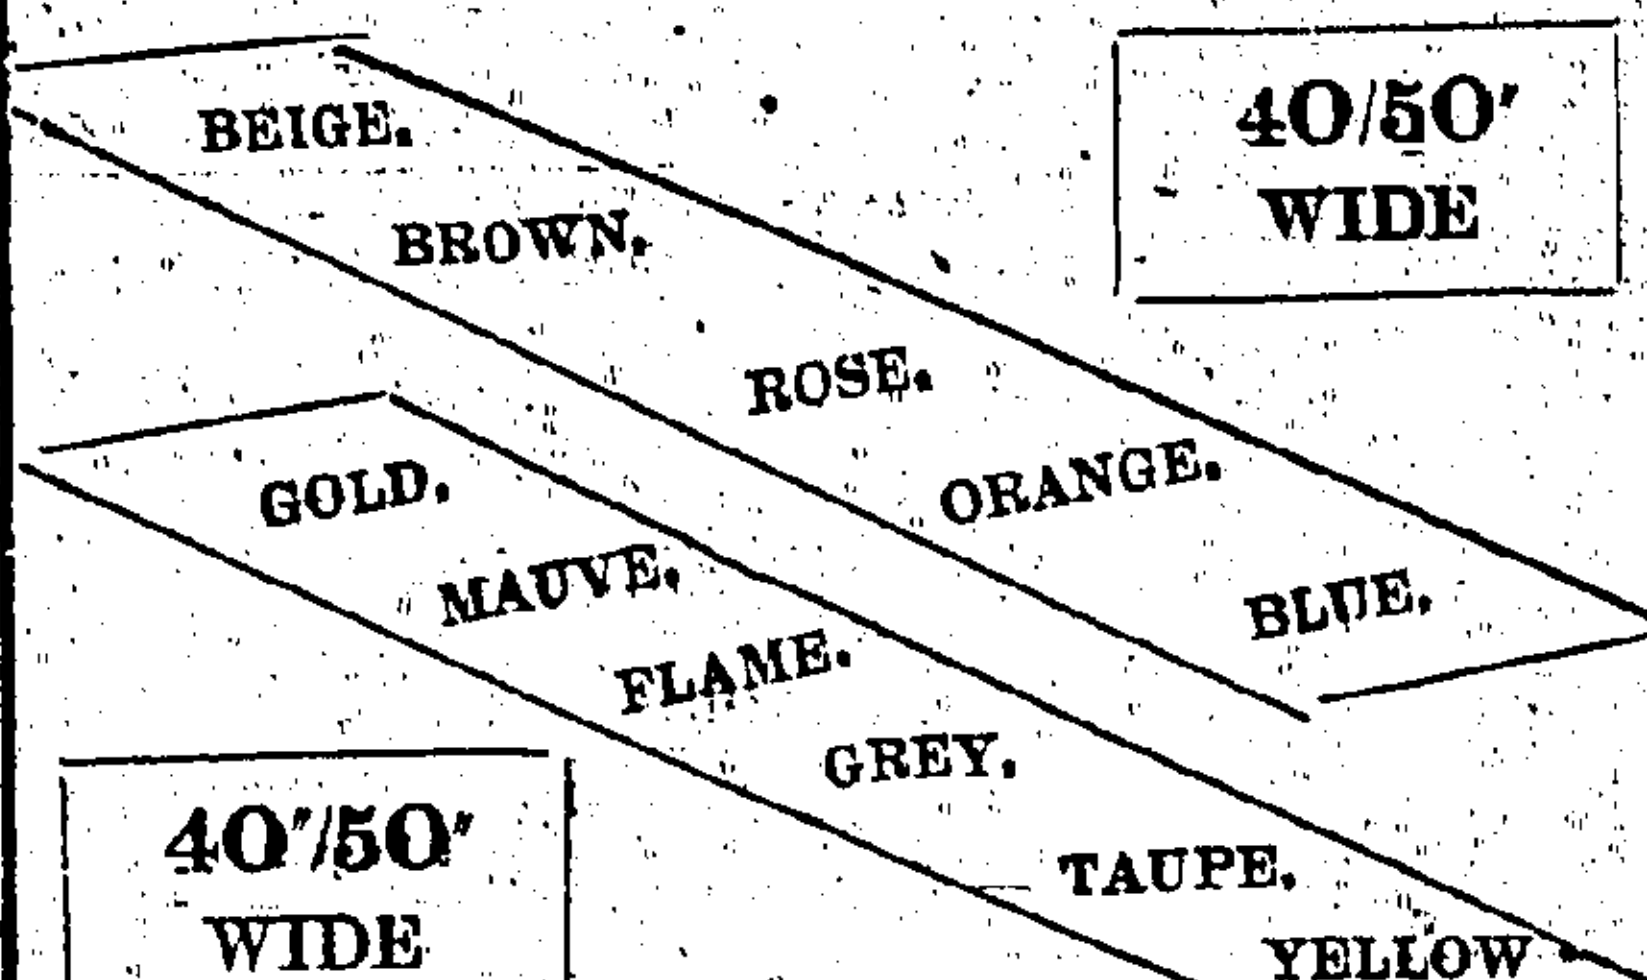 BEIGE.
BROWN.
ROSE.
ORANGE.
BLUE.
40/50'
WIDE
GOLD.
MAUVE.
FLAME.
GREY.
TAUPE.
YELLOW
40"/50"
WIDE